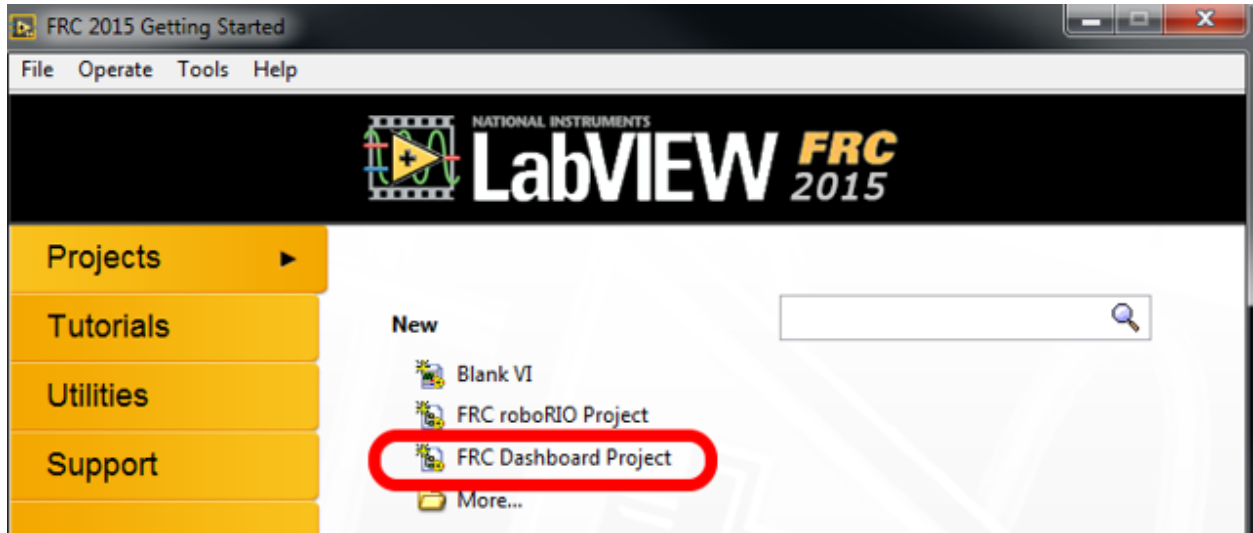 FRC 2015 Getting Started
File Operate Tools Help
NATIONAL INSTRUMENTS
LabVIEW FRC 2015
Projects
Tutorials
Utilities
Support
New
Blank VI
FRC roboRIO Project
FRC Dashboard Project
More...